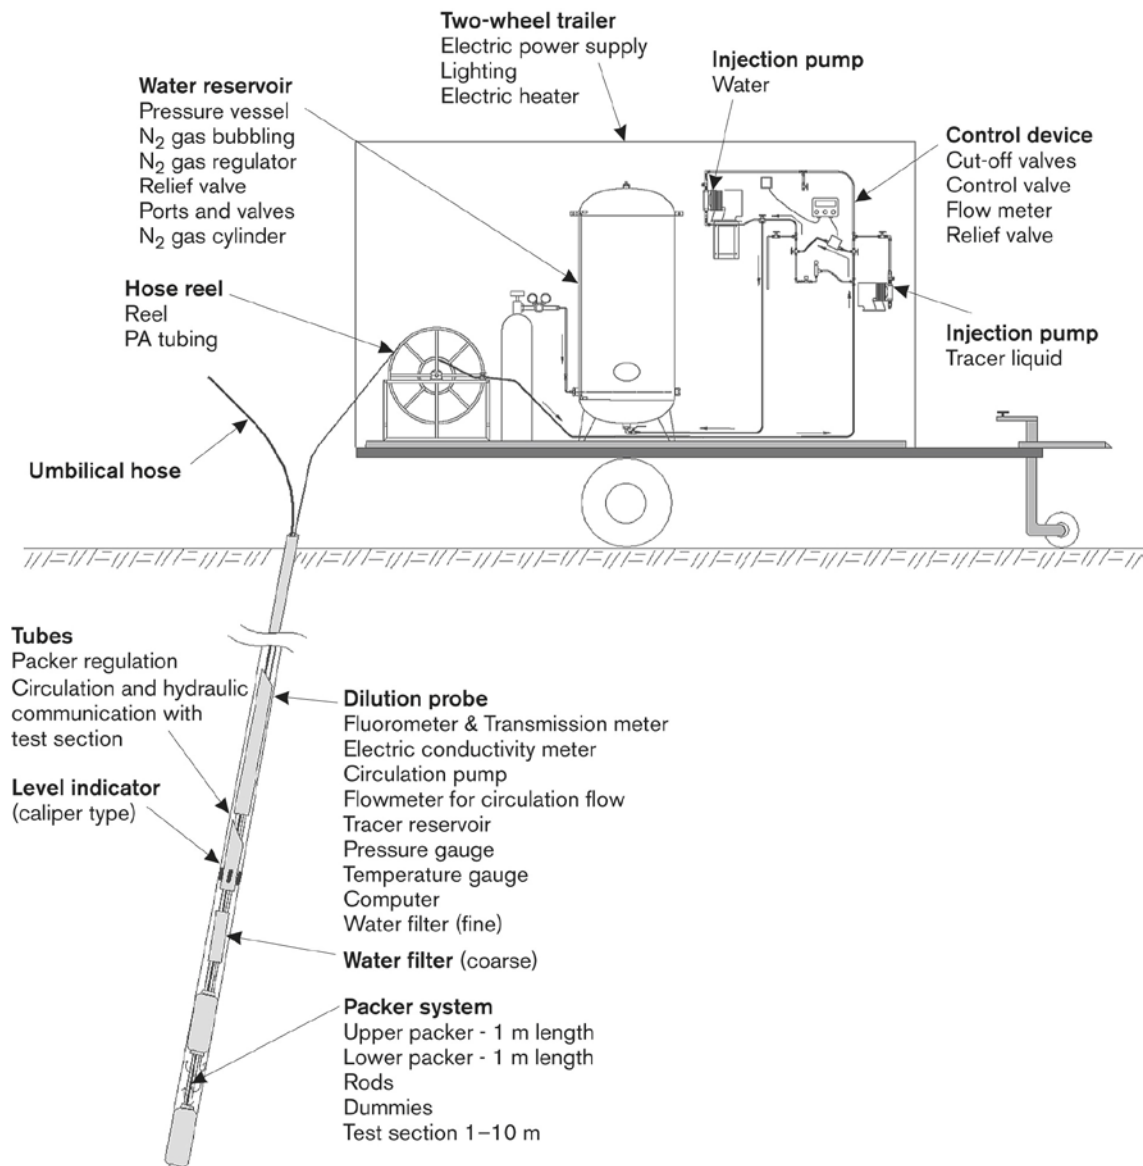 Two-wheel trailer
Electric power supply
Lighting
Electric heater
Injection pump
Water
Water reservoir
Pressure vessel
N₂ gas bubbling
N₂ gas regulator
Relief valve
Ports and valves
N₂ gas cylinder
Control device
Cut-off valves
Control valve
Flow meter
Relief valve
Hose reel
Reel
PA tubing
Injection pump
Tracer liquid
Umbilical hose
Tubes
Packer regulation
Circulation and hydraulic
communication with
test section
Level indicator
(caliper type)
Dilution probe
Fluorometer & Transmission meter
Electric conductivity meter
Circulation pump
Flowmeter for circulation flow
Tracer reservoir
Pressure gauge
Temperature gauge
Computer
Water filter (fine)
Water filter (coarse)
Packer system
Upper packer - 1 m length
Lower packer - 1 m length
Rods
Dummies
Test section 1–10 m